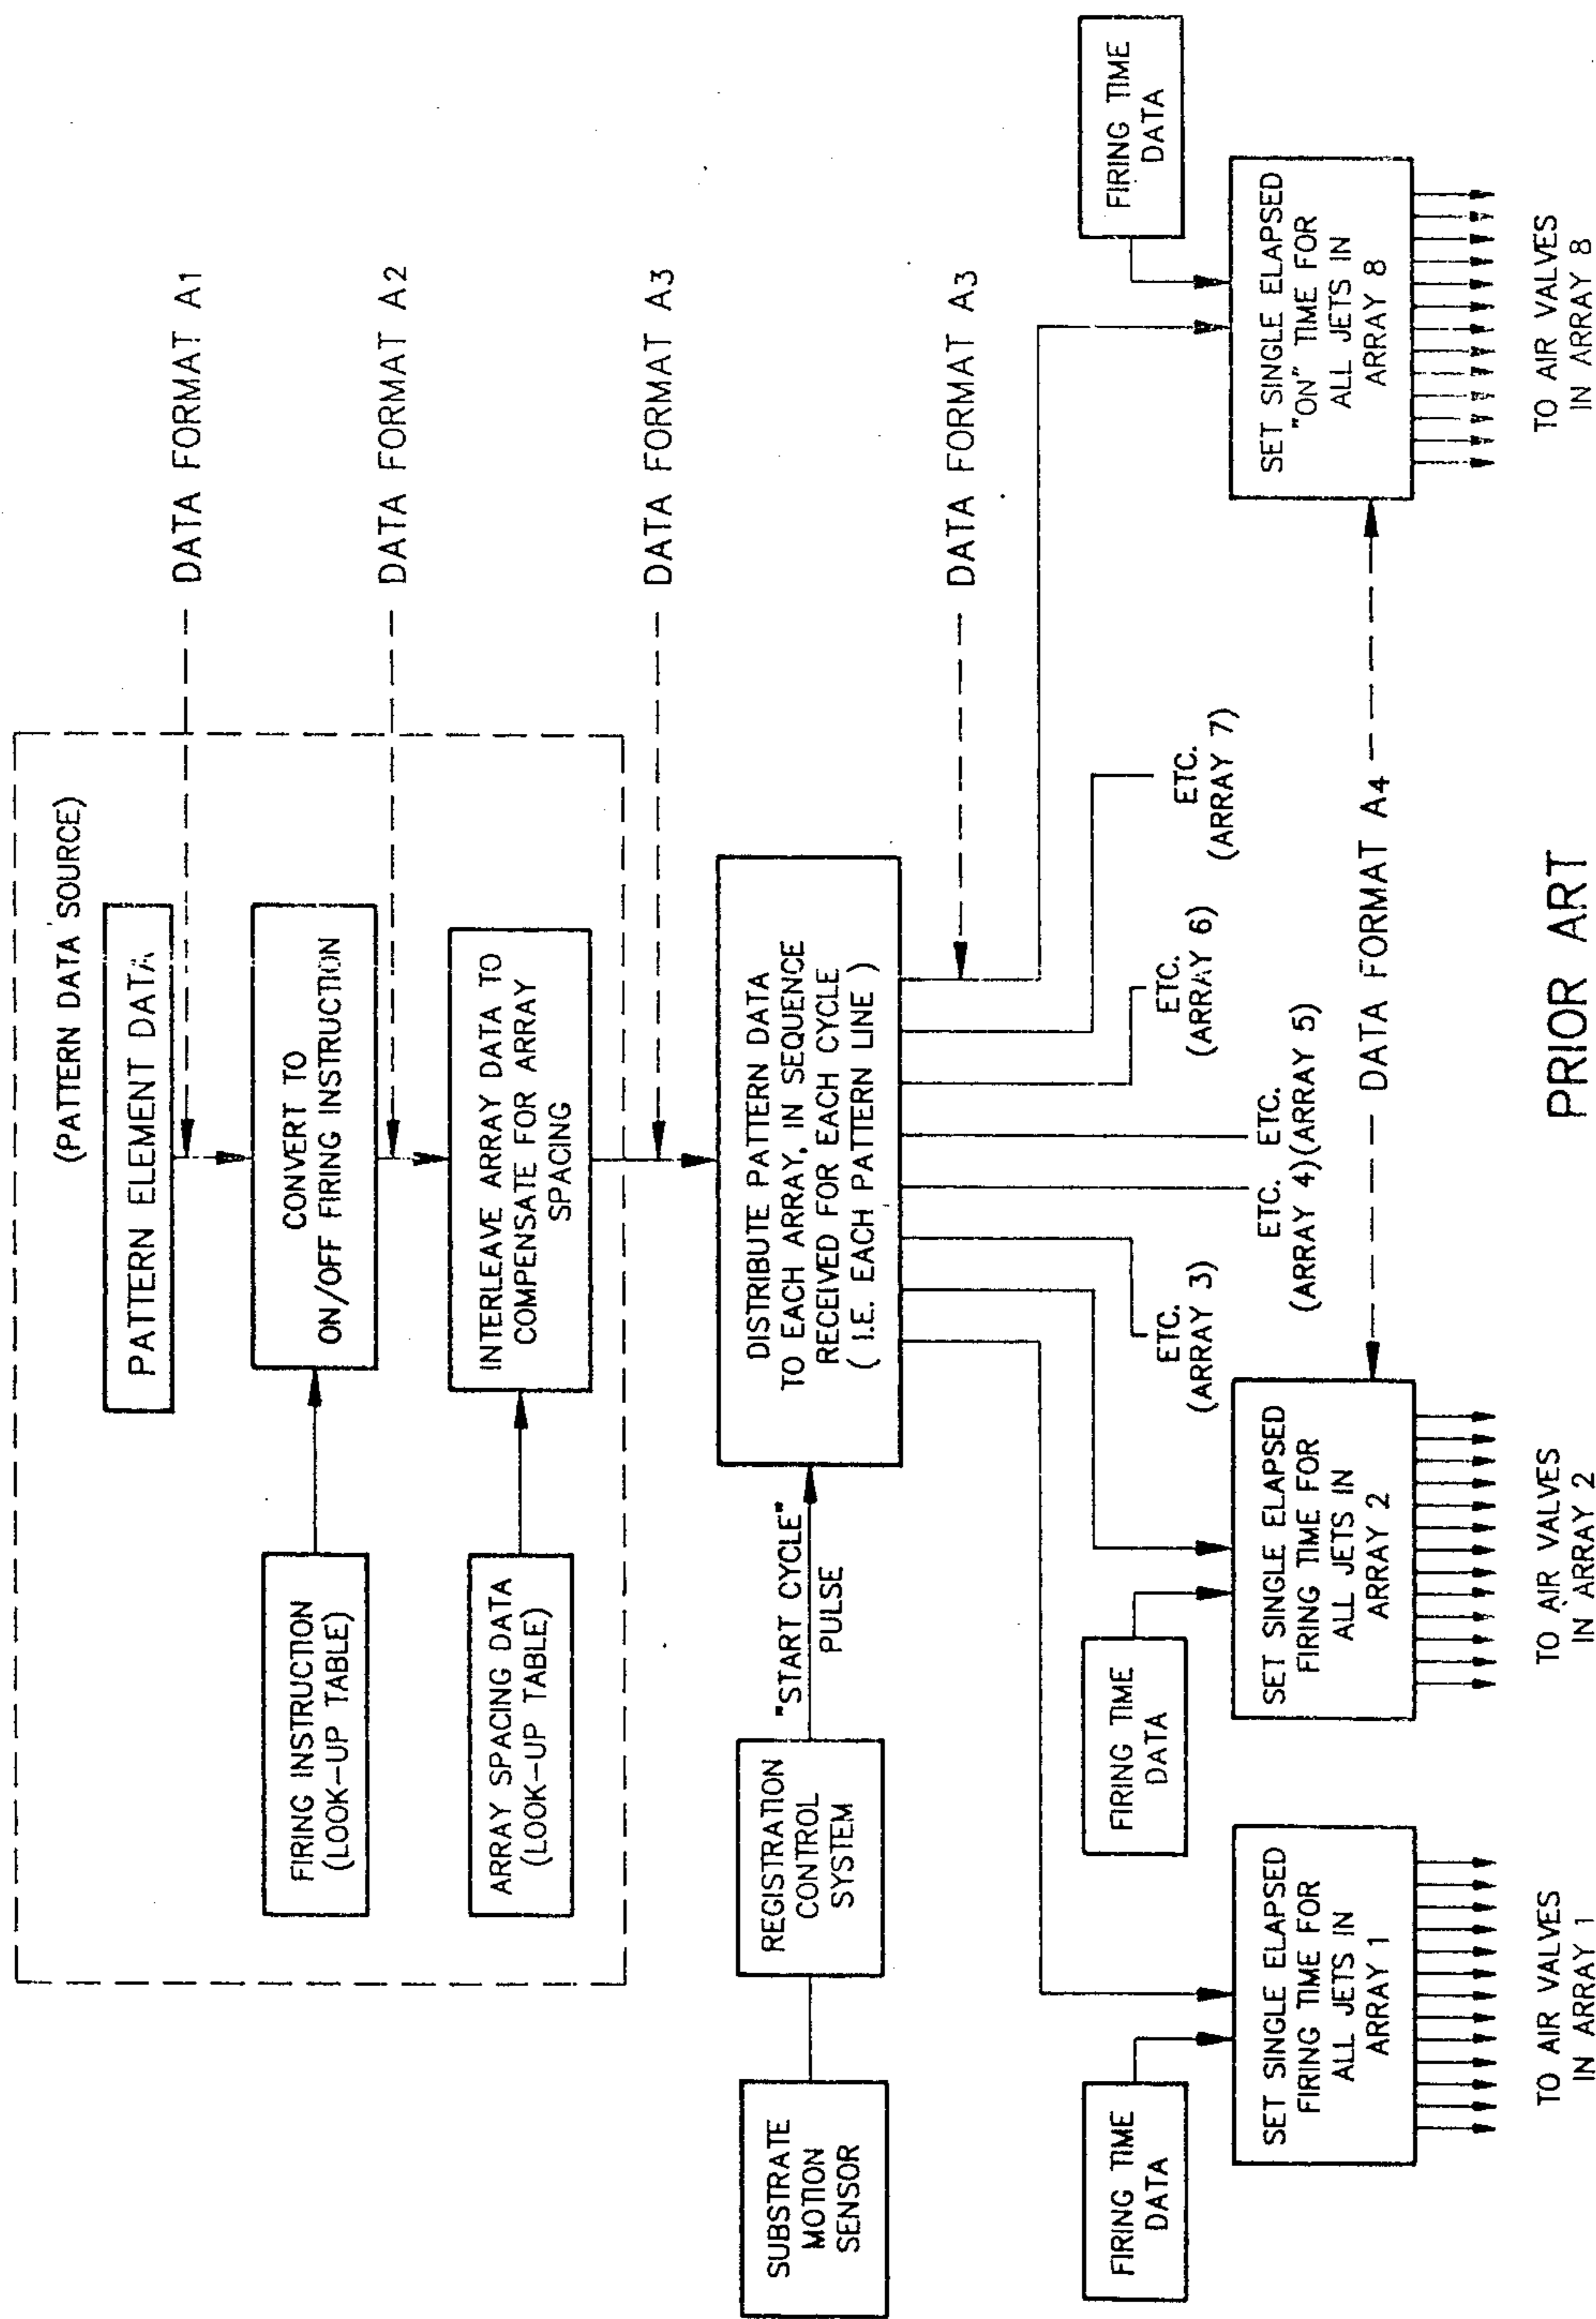 (PATTERN DATA SOURCE)
PATTERN ELEMENT DATA
DATA FORMAT A1
FIRING INSTRUCTION
(LOOK-UP TABLE)
CONVERT TO
ON/OFF FIRING INSTRUCTION
DATA FORMAT A2
ARRAY SPACING DATA
(LOOK-UP TABLE)
INTERLEAVE ARRAY DATA TO
COMPENSATE FOR ARRAY
SPACING
DATA FORMAT A3
SUBSTRATE
MOTION
SENSOR
REGISTRATION
CONTROL
SYSTEM
"START CYCLE"
PULSE
DISTRIBUTE PATTERN DATA
TO EACH ARRAY, IN SEQUENCE
RECEIVED FOR EACH CYCLE
( I.E. EACH PATTERN LINE )
DATA FORMAT A3
FIRING TIME
DATA
FIRING TIME
DATA
ETC.
(ARRAY 3)
ETC.
(ARRAY 4)
ETC.
(ARRAY 5)
ETC.
(ARRAY 6)
ETC.
(ARRAY 7)
FIRING TIME
DATA
SET SINGLE ELAPSED
FIRING TIME FOR
ALL JETS IN
ARRAY 1
SET SINGLE ELAPSED
FIRING TIME FOR
ALL JETS IN
ARRAY 2
DATA FORMAT A4
SET SINGLE ELAPSED
"ON" TIME FOR
ALL JETS IN
ARRAY 8
TO AIR VALVES
IN ARRAY 1
TO AIR VALVES
IN ARRAY 2
TO AIR VALVES
IN ARRAY 8
PRIOR ART